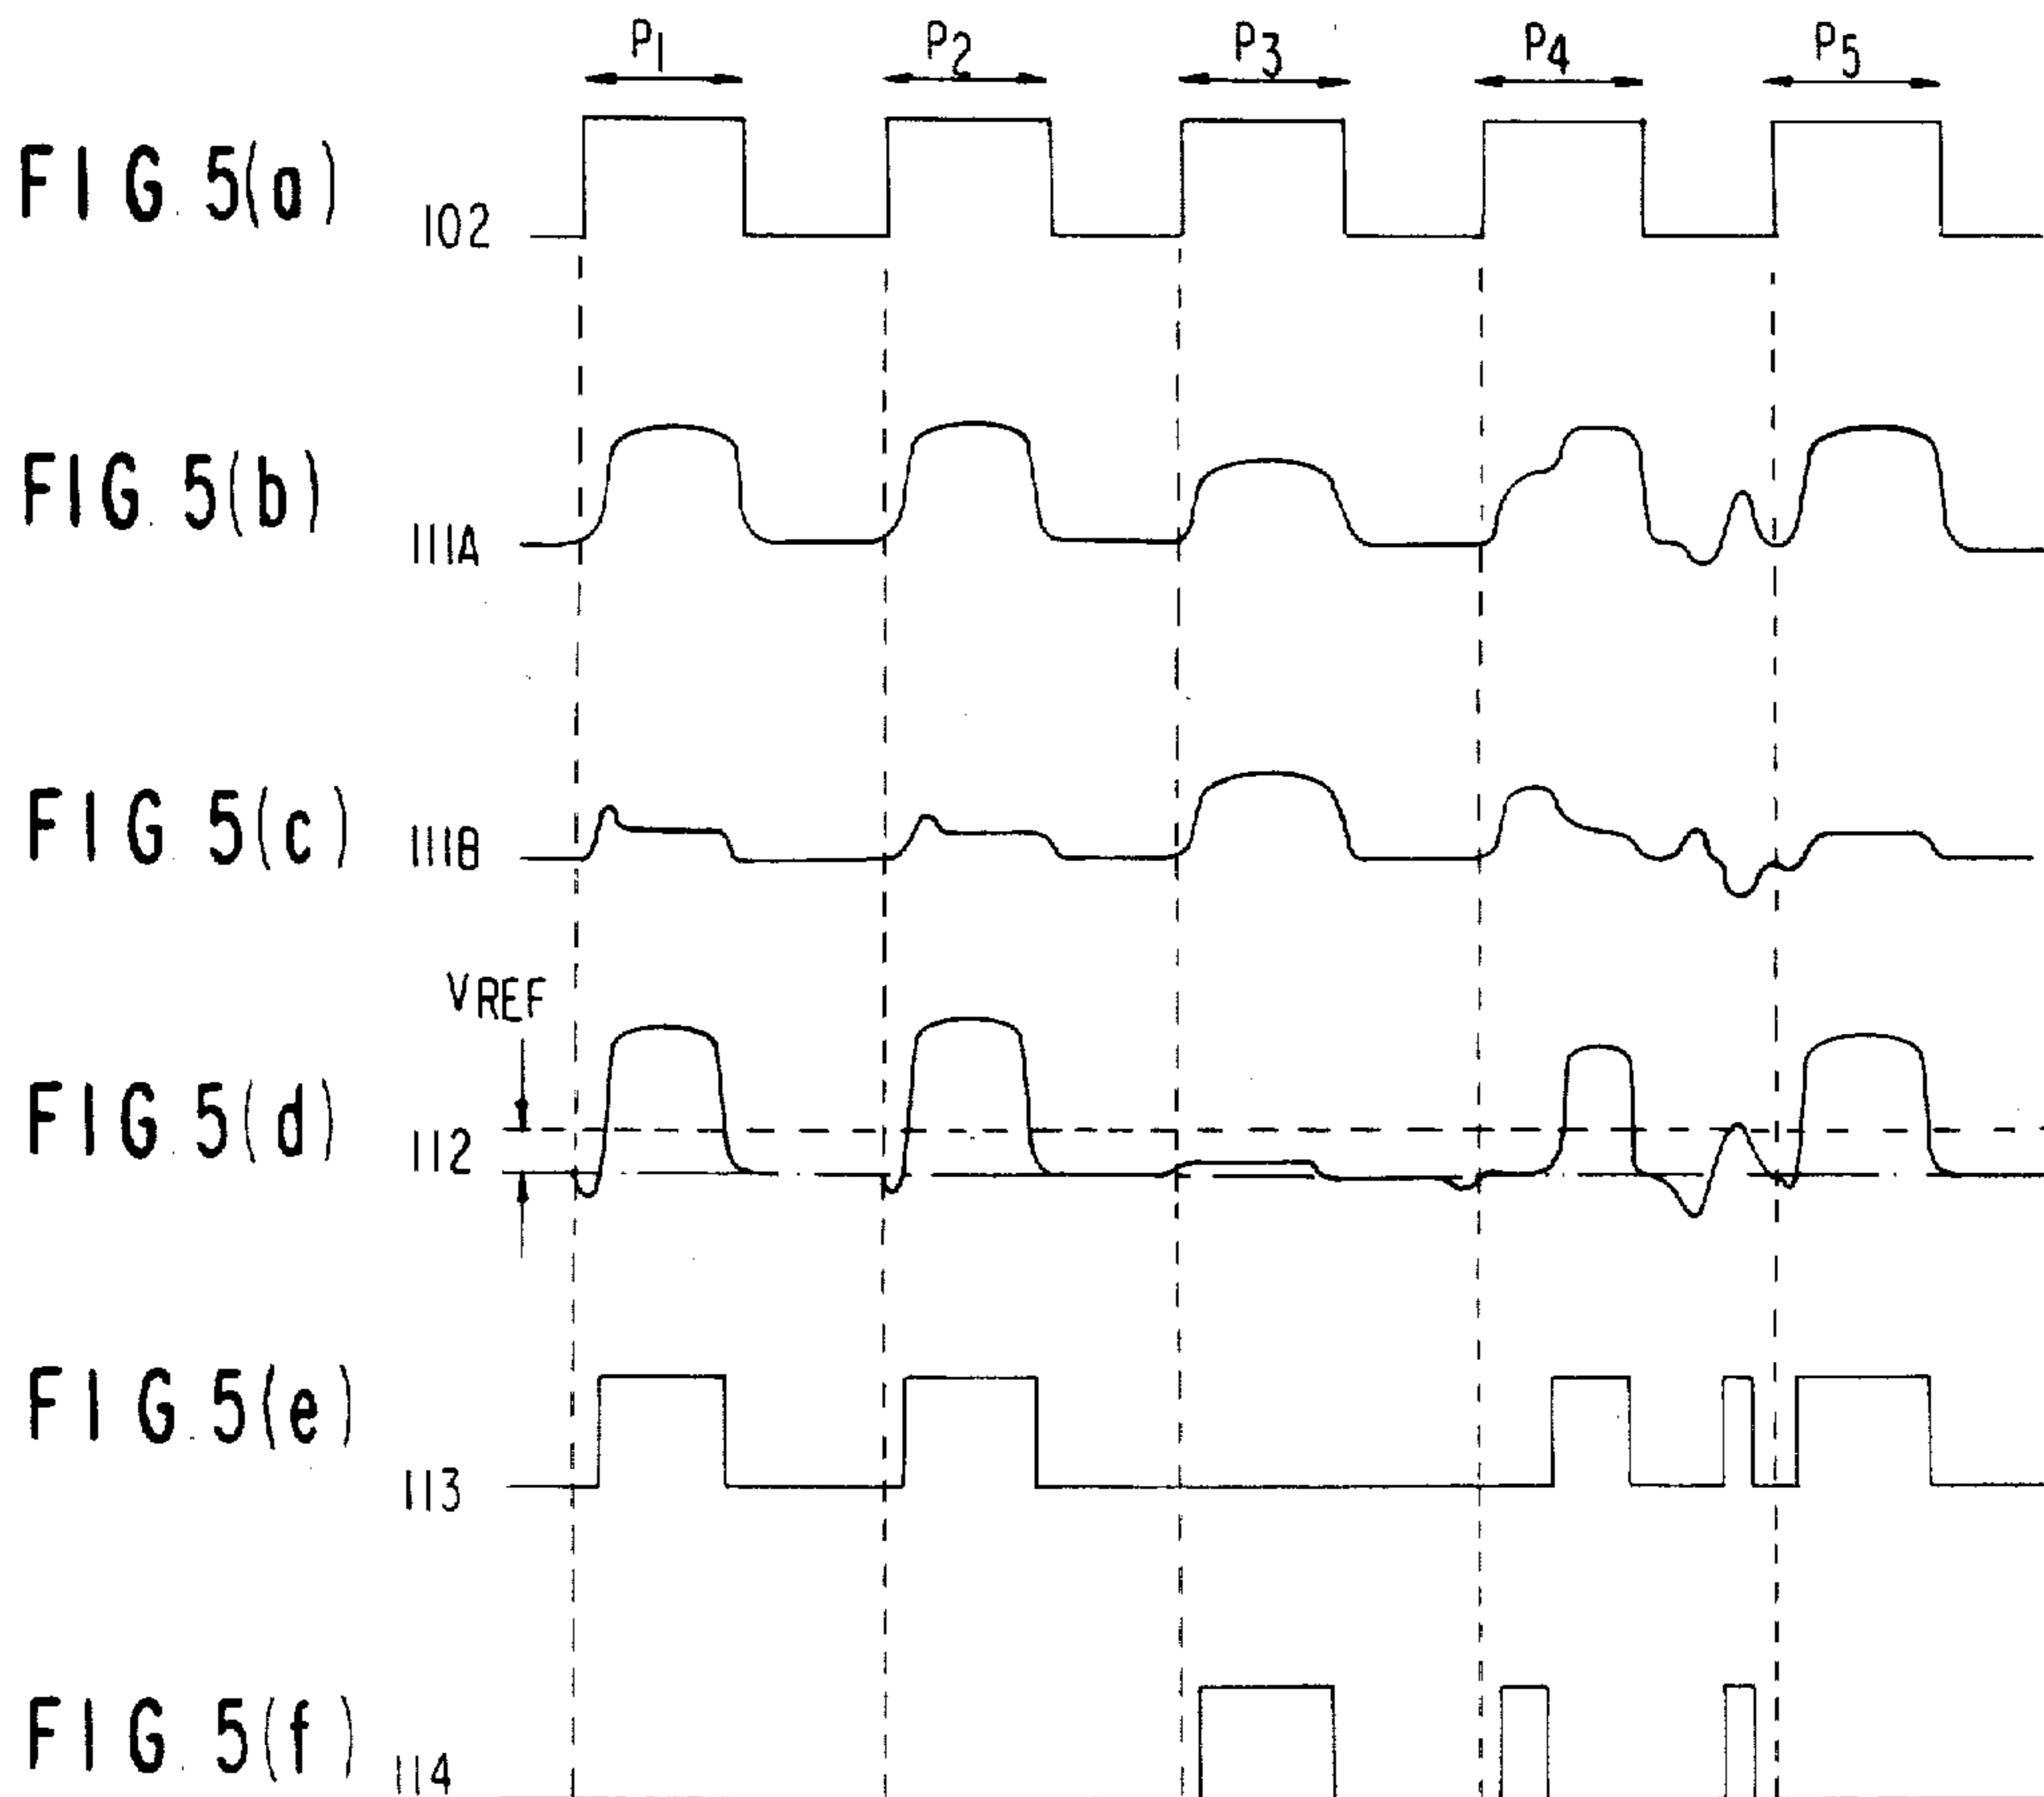 P1 P2 P3 P4 P5
FIG. 5(a)
102
FIG. 5(b)
111A
FIG. 5(c)
111B
VREF
FIG. 5(d)
112
FIG. 5(e)
113
FIG. 5(f)
114